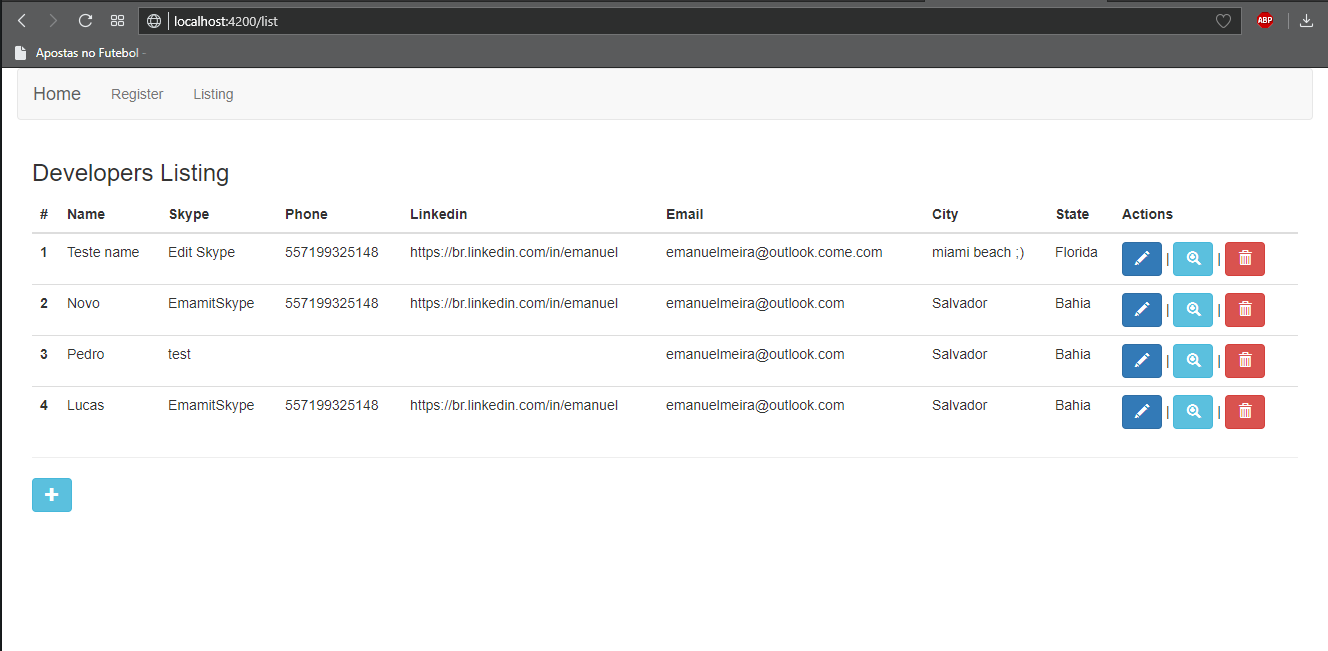 localhost:4200/list
ABP
Apostas no Futebol -
Home Register Listing
Developers Listing
# Name Skype Phone Linkedin Email City State Actions
1 Teste name Edit Skype 557199325148 https://br.linkedin.com/in/emanuel emanuelmeira@outlook.come.com miami beach ;) Florida | |
2 Novo EmamitSkype 557199325148 https://br.linkedin.com/in/emanuel emanuelmeira@outlook.com Salvador Bahia | |
3 Pedro test emanuelmeira@outlook.com Salvador Bahia | |
4 Lucas EmamitSkype 557199325148 https://br.linkedin.com/in/emanuel emanuelmeira@outlook.com Salvador Bahia | |